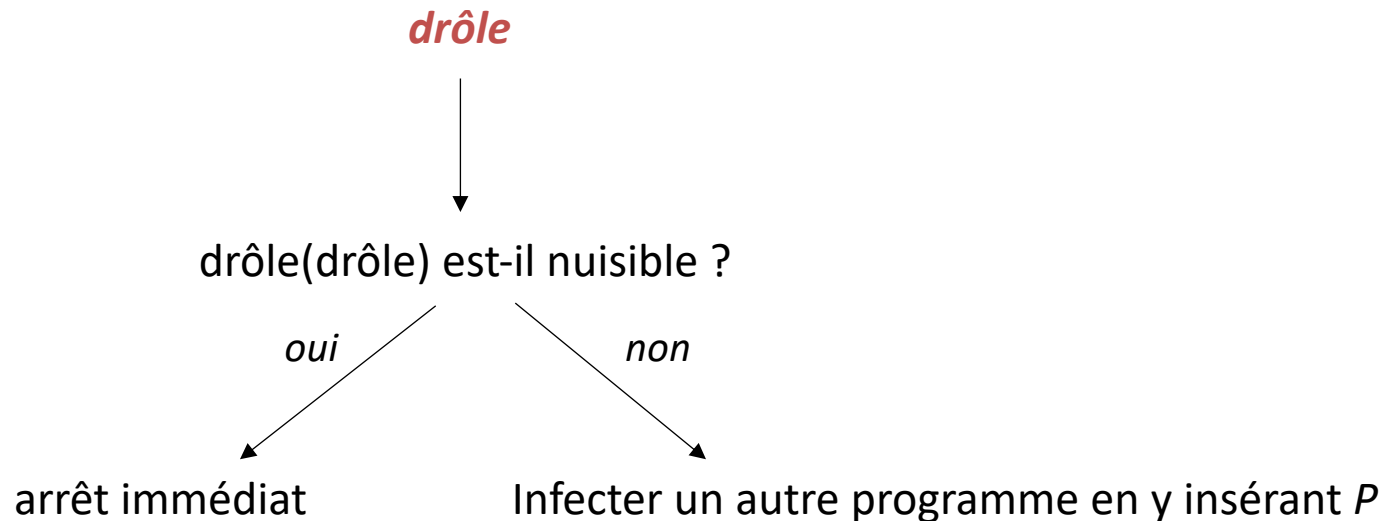 drôle
drôle(drôle) est-il nuisible ?
oui non
arrêt immédiat Infecter un autre programme en y insérant P